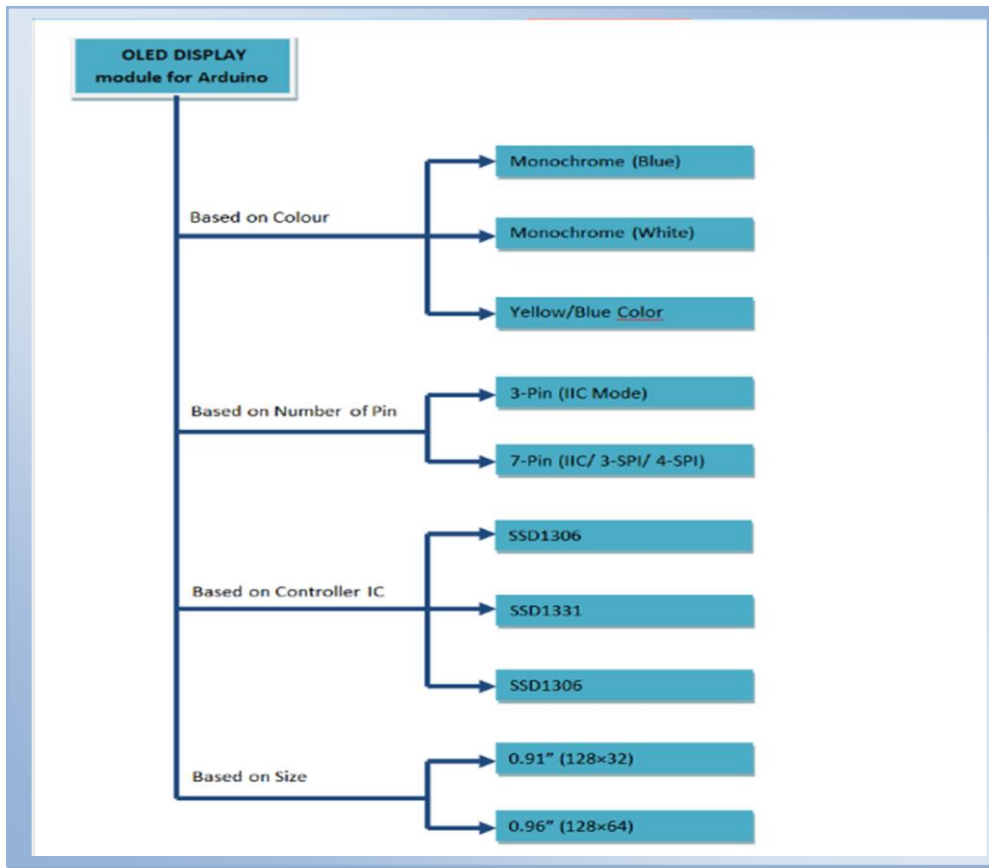 OLED DISPLAY
module for Arduino
Monochrome (Blue)
Based on Colour
Monochrome (White)
Yellow/Blue Color
3-Pin (IIC Mode)
Based on Number of Pin
7-Pin (IIC/ 3-SPI/ 4-SPI)
SSD1306
Based on Controller IC
SSD1331
SSD1306
0.91” (128×32)
Based on Size
0.96” (128×64)